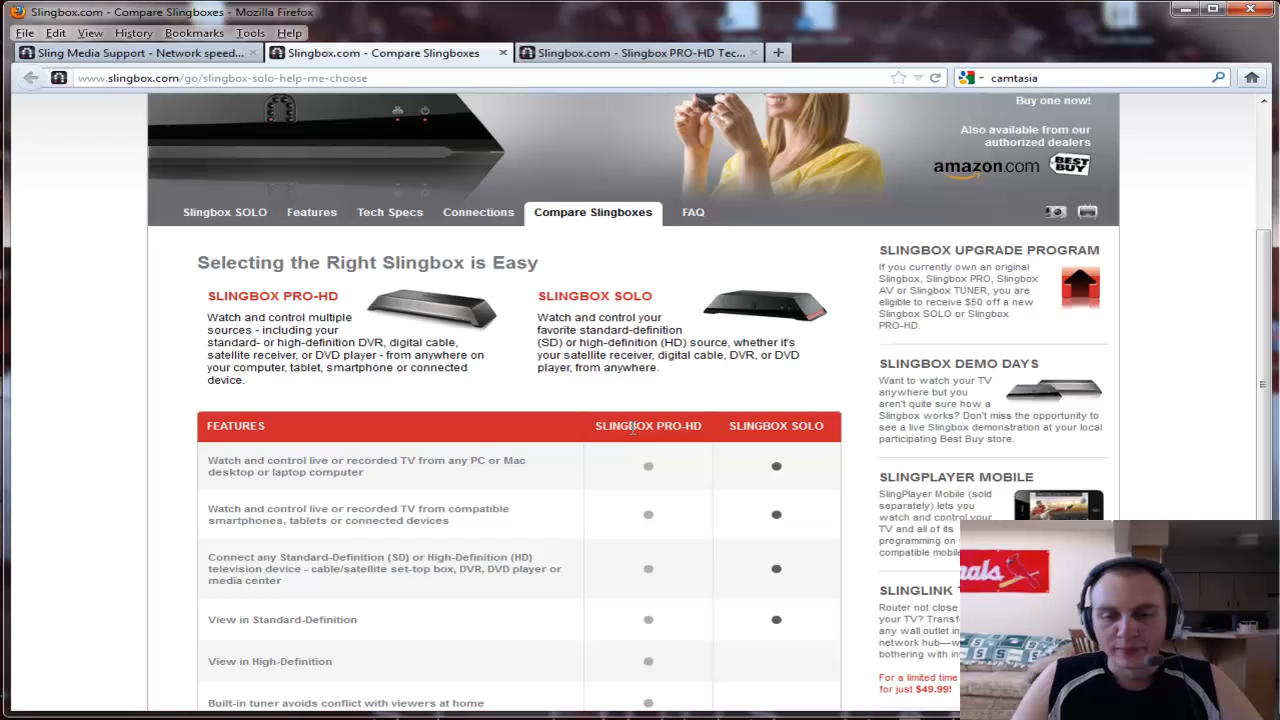 Slingbox.com - Compare Slingboxes - Mozilla Firefox
File Edit View History Bookmarks Tools Help
Sling Media Support - Network speed...
Slingbox.com - Compare Slingboxes
Slingbox.com - Slingbox PRO-HD Tec...
www.slingbox.com/go/slingbox-solo-help-me-choose
camtasia
Buy one now!
Also available from our
authorized dealers
amazon.com BEST BUY
Slingbox SOLO Features Tech Specs Connections Compare Slingboxes FAQ
Selecting the Right Slingbox is Easy
SLINGBOX PRO-HD
Watch and control multiple
sources - including your
standard- or high-definition DVR, digital cable,
satellite receiver, or DVD player - from anywhere on
your computer, tablet, smartphone or connected
device.
SLINGBOX SOLO
Watch and control your
favorite standard-definition
(SD) or high-definition (HD) source, whether it's
your satellite receiver, digital cable, DVR, or DVD
player, from anywhere.
FEATURES SLINGBOX PRO-HD SLINGBOX SOLO
Watch and control live or recorded TV from any PC or Mac
desktop or laptop computer
Watch and control live or recorded TV from compatible
smartphones, tablets or connected devices
Connect any Standard-Definition (SD) or High-Definition (HD)
television device - cable/satellite set-top box, DVR, DVD player or
media center
View in Standard-Definition
View in High-Definition
Built-in tuner avoids conflict with viewers at home
SLINGBOX UPGRADE PROGRAM
If you currently own an original
Slingbox, Slingbox PRO, Slingbox
AV or Slingbox TUNER, you are
eligible to receive $50 off a new
Slingbox SOLO or Slingbox
PRO-HD.
SLINGBOX DEMO DAYS
Want to watch your TV
anywhere but you
aren't quite sure how a
Slingbox works? Don't miss the opportunity to
see a live Slingbox demonstration at your local
participating Best Buy store.
SLINGPLAYER MOBILE
SlingPlayer Mobile (sold
separately) lets you
watch and control your
TV and all of its
programming on
compatible mobil
SLINGLINK
Router not close
your TV? Transf
any wall outlet in
network hub—w
bothering with in
For a limited time
for just $49.99!
nals